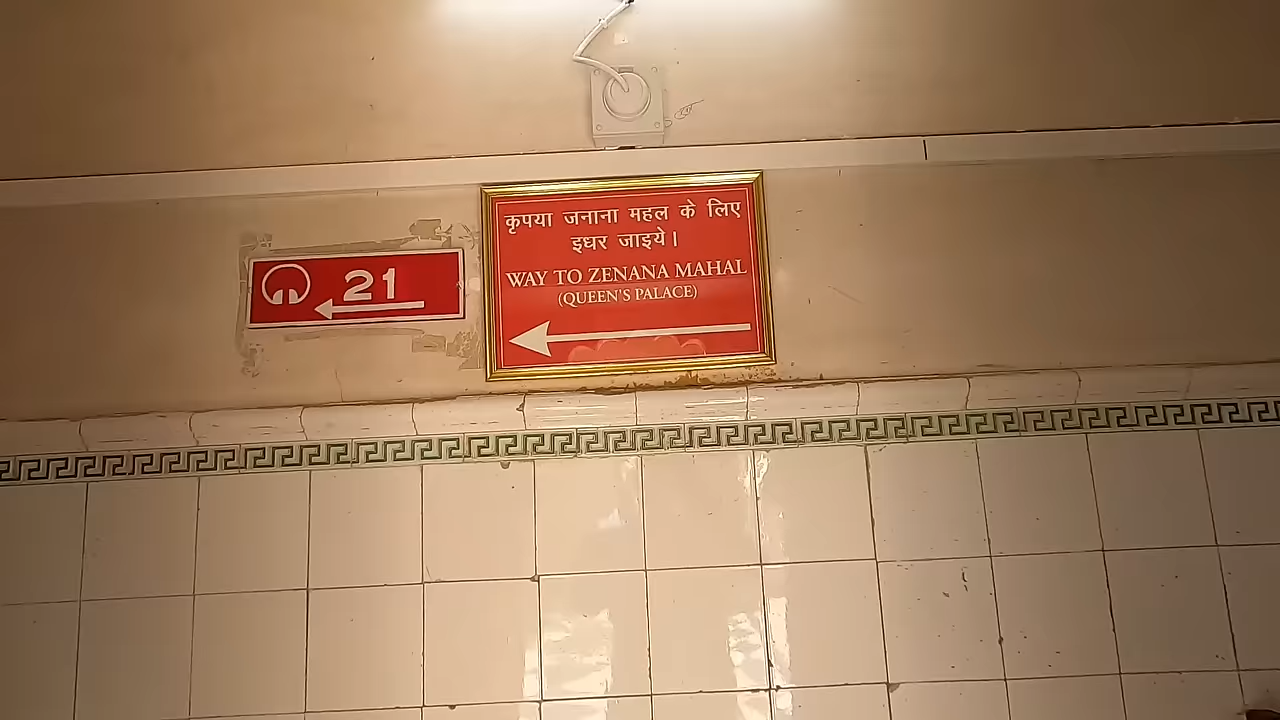 21
कृपया जनाना महल के लिए
इधर जाइये।
WAY TO ZENANA MAHAL
(QUEEN'S PALACE)